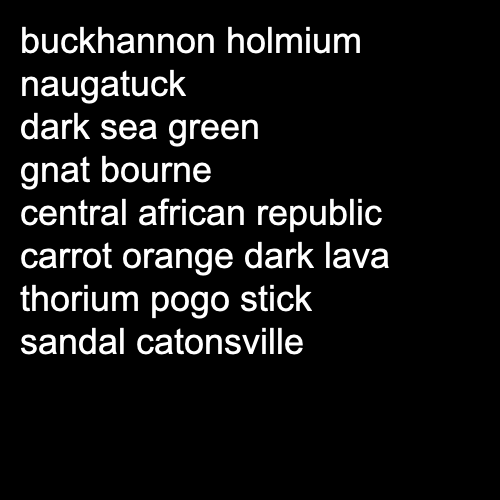 buckhannon holmium
naugatuck
dark sea green
gnat bourne
central african republic
carrot orange dark lava
thorium pogo stick
sandal catonsville